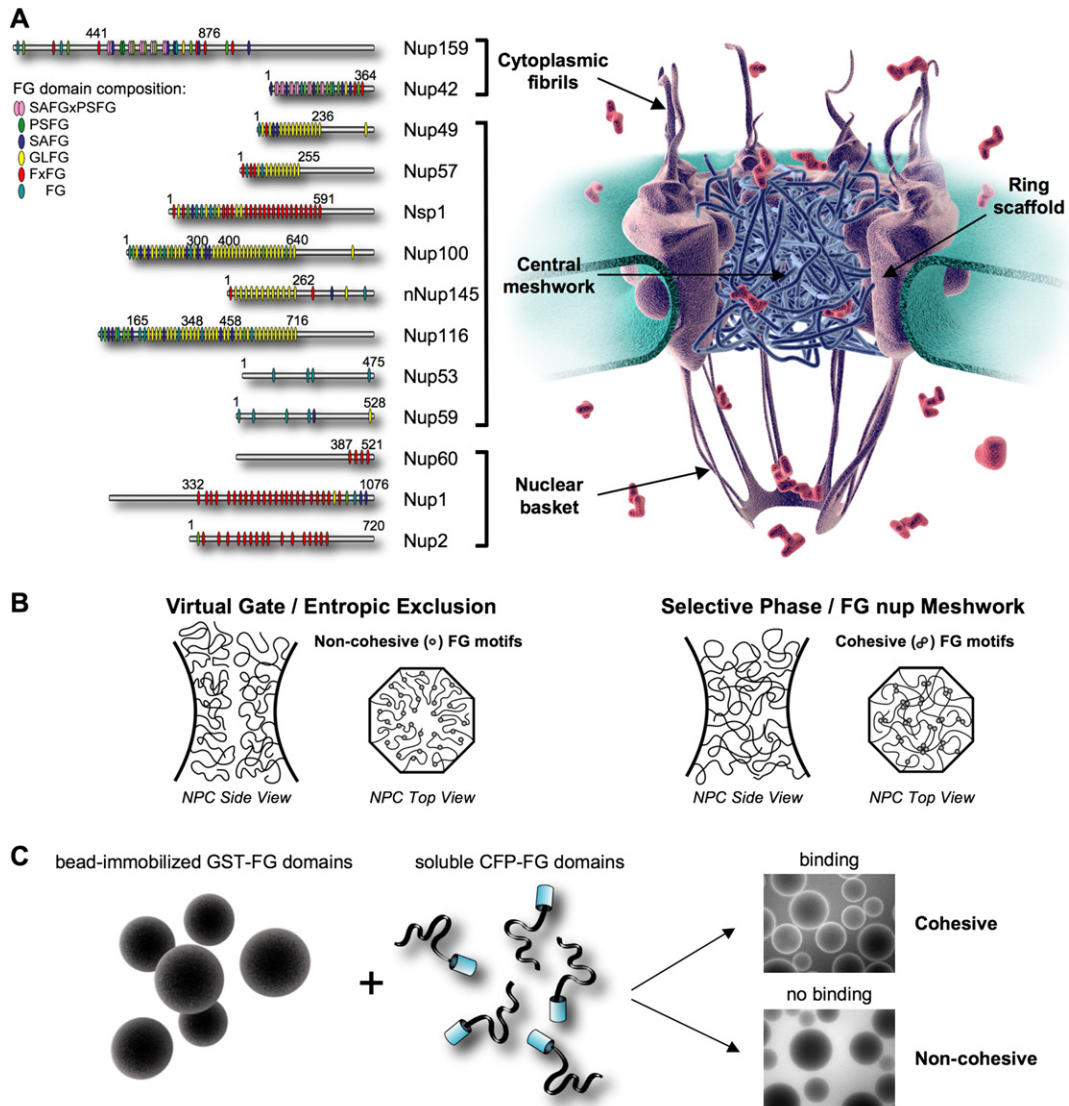 A
441 876
Nup159
FG domain composition:
SAFGxPSFG
PSFG
SAFG
GLFG
FxFG
FG
1 364
Nup42
1 236
Nup49
1 255
Nup57
1 591
Nsp1
1 300 400 640
Nup100
1 262
nNup145
1 165 348 458 716
Nup116
1 475
Nup53
1 528
Nup59
387 521
Nup60
332 1076
Nup1
1 720
Nup2
Cytoplasmic
fibrils
Ring
scaffold
Central
meshwork
Nuclear
basket
B
Virtual Gate / Entropic Exclusion
Non-cohesive (o) FG motifs
NPC Side View
NPC Top View
Selective Phase / FG nup Meshwork
Cohesive (8) FG motifs
NPC Side View
NPC Top View
C
bead-immobilized GST-FG domains
+
soluble CFP-FG domains
binding
Cohesive
no binding
Non-cohesive